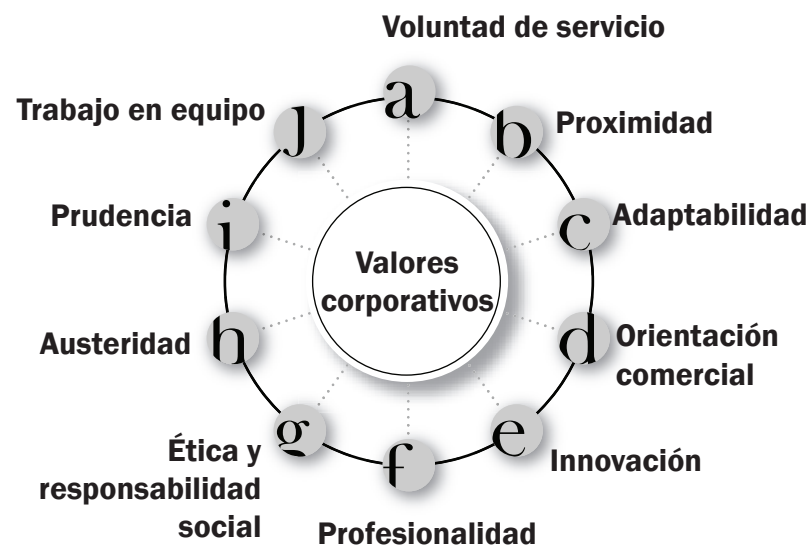 Voluntad de servicio
a
Proximidad
b
Adaptabilidad
c
Orientación
comercial
d
Innovación
e
Profesionalidad
f
Ética y
responsabilidad
social
g
Austeridad
h
Prudencia
i
Trabajo en equipo
J
Valores
corporativos